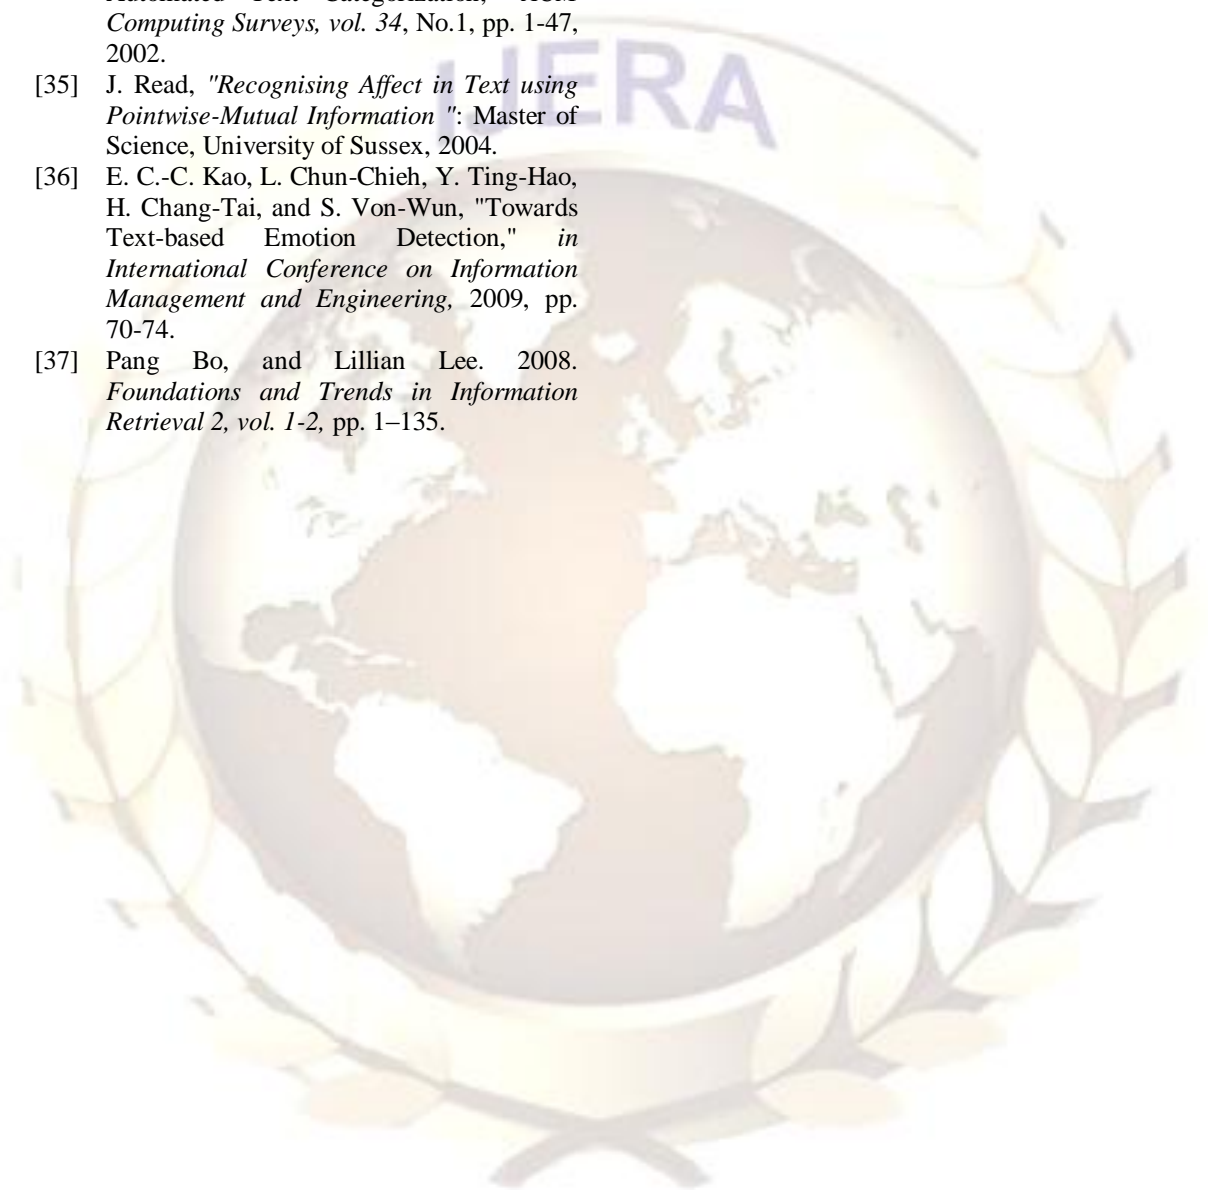 Automated Text Categorization," ACM
Computing Surveys, vol. 34, No.1, pp. 1-47,
2002.
[35] J. Read, "Recognising Affect in Text using
Pointwise-Mutual Information ": Master of
Science, University of Sussex, 2004.
[36] E. C.-C. Kao, L. Chun-Chieh, Y. Ting-Hao,
H. Chang-Tai, and S. Von-Wun, "Towards
Text-based Emotion Detection," in
International Conference on Information
Management and Engineering, 2009, pp.
70-74.
[37] Pang Bo, and Lillian Lee. 2008.
Foundations and Trends in Information
Retrieval 2, vol. 1-2, pp. 1–135.
IJERA